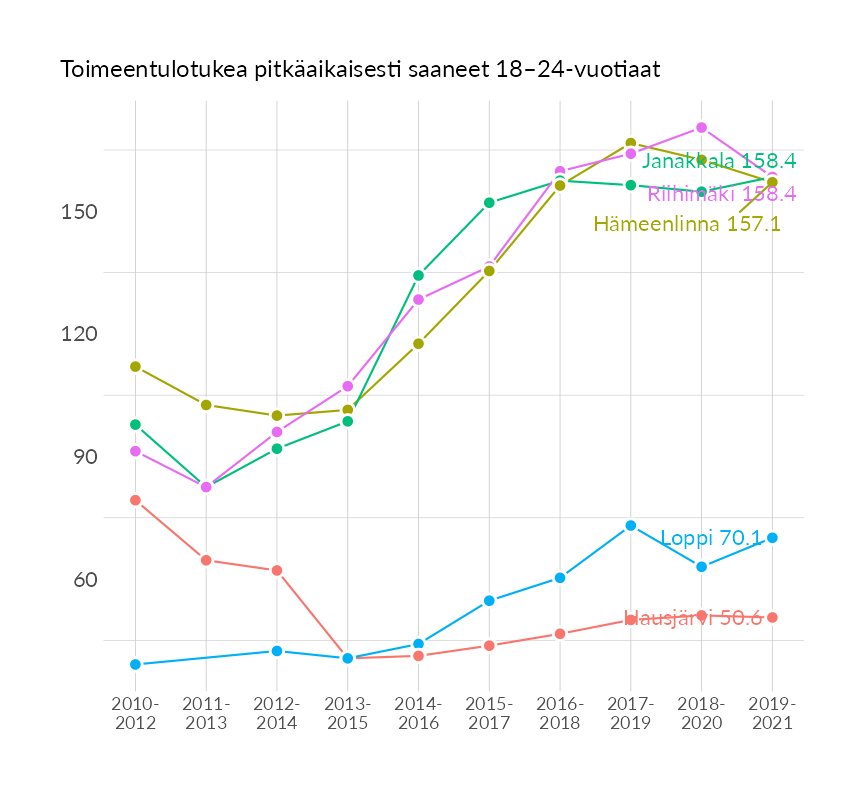 Toimeentulotukea pitkäaikaisesti saaneet 18–24-vuotiaat
Janakkala 158.4
Riihimäki 158.4
150
Hämeenlinna 157.1
120
90
Loppi 70.1
60
Hausjärvi 50.6
2010- 2011- 2012- 2013- 2014- 2015- 2016- 2017- 2018- 2019-
2012 2013 2014 2015 2016 2017 2018 2019 2020 2021